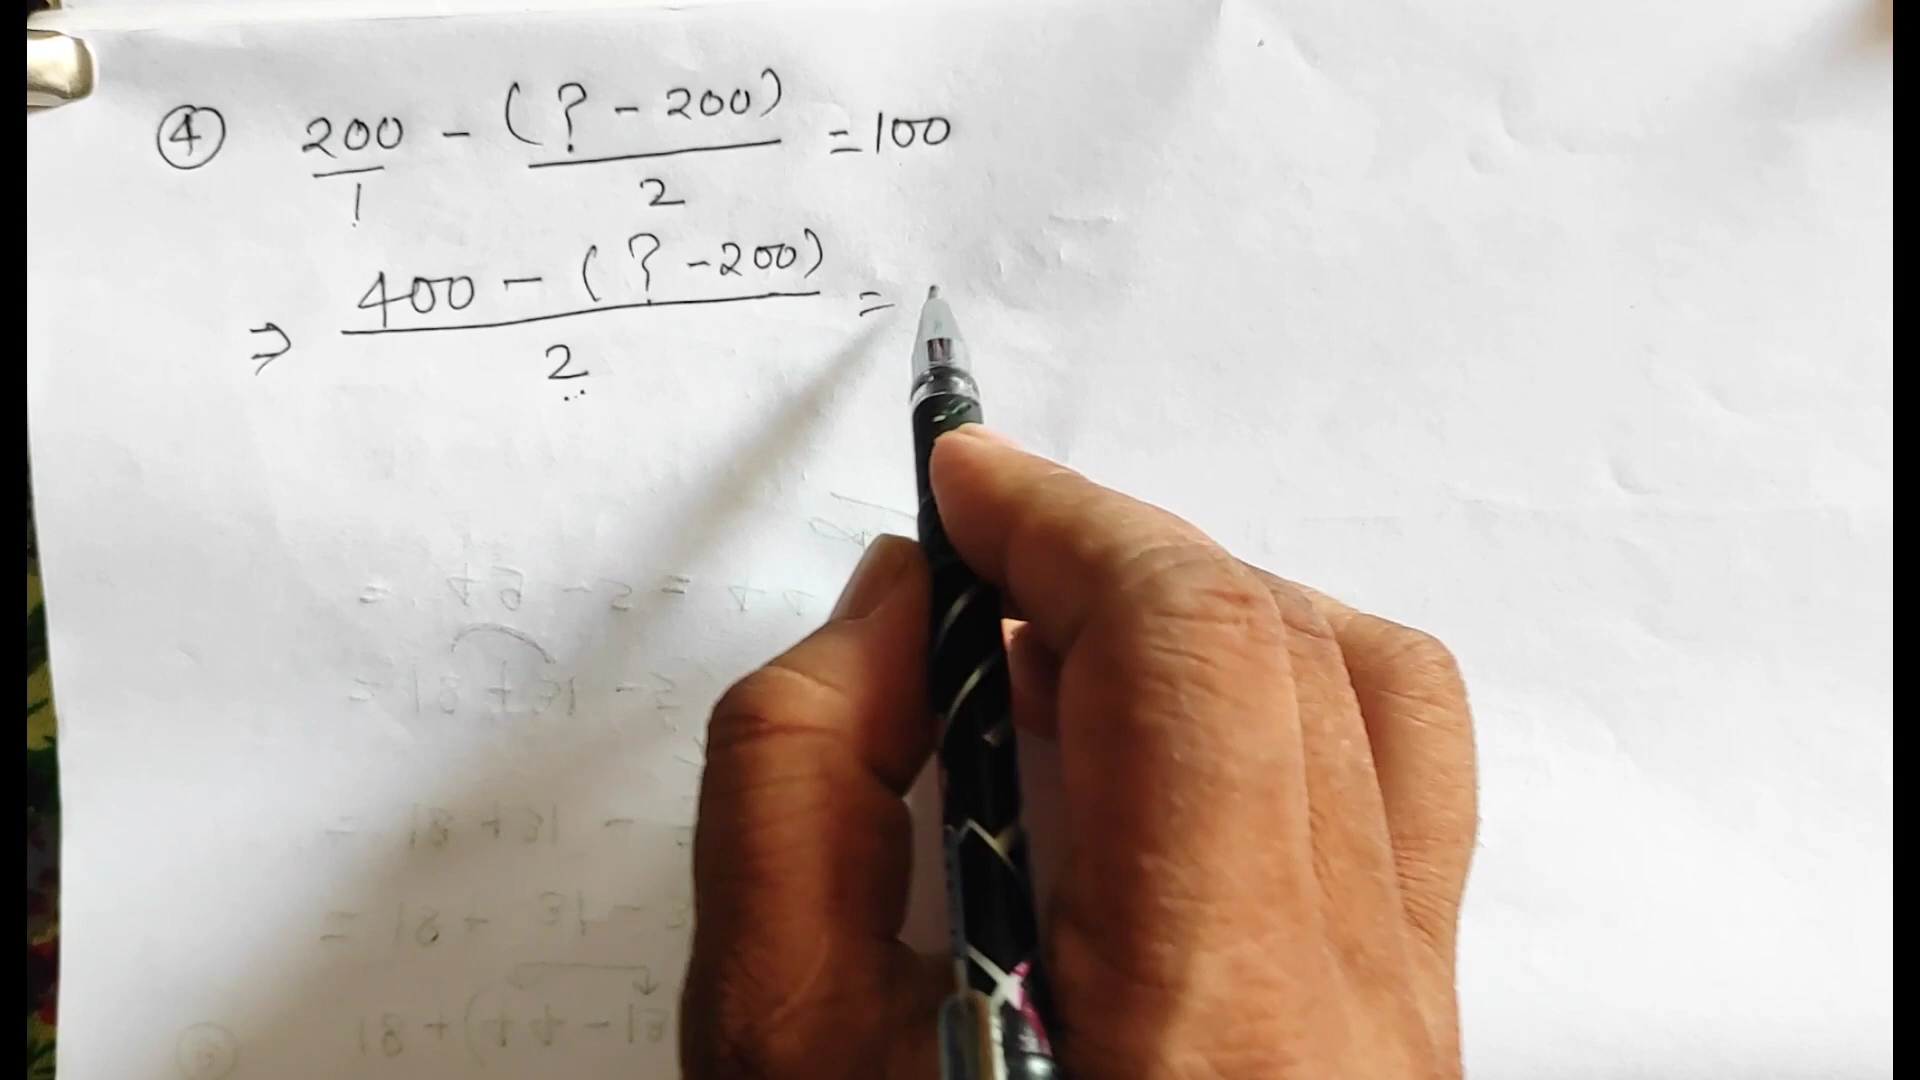 ④ 200/1 - (? - 200)/2 = 100
⇒ 400 - (? - 200)/2 =